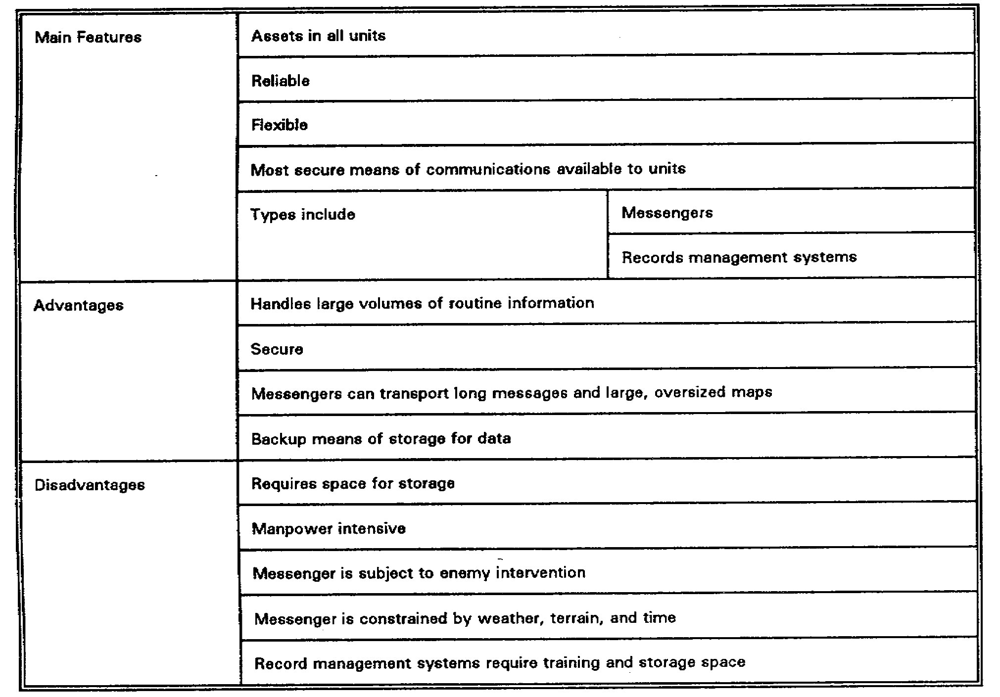 Main Features
Assets in all units
Reliable
Flexible
Most secure means of communications available to units
Types include
Messengers
Records management systems
Advantages
Handles large volumes of routine information
Secure
Messengers can transport long messages and large, oversized maps
Backup means of storage for data
Disadvantages
Requires space for storage
Manpower intensive
Messenger is subject to enemy intervention
Messenger is constrained by weather, terrain, and time
Record management systems require training and storage space